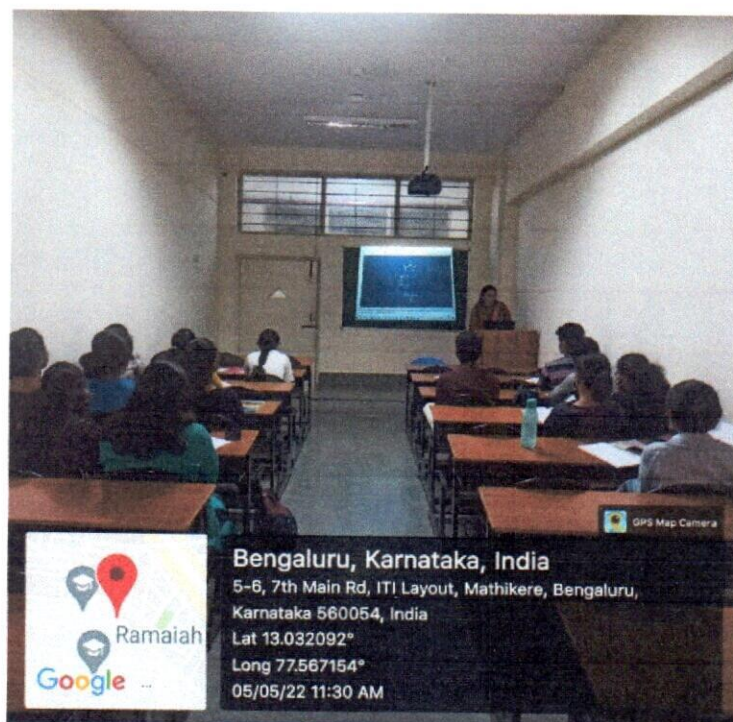 GPS Map Camera
Bengaluru, Karnataka, India
5-6, 7th Main Rd, ITI Layout, Mathikere, Bengaluru,
Karnataka 560054, India
Lat 13.032092°
Long 77.567154°
05/05/22 11:30 AM
Ramaiah
Google